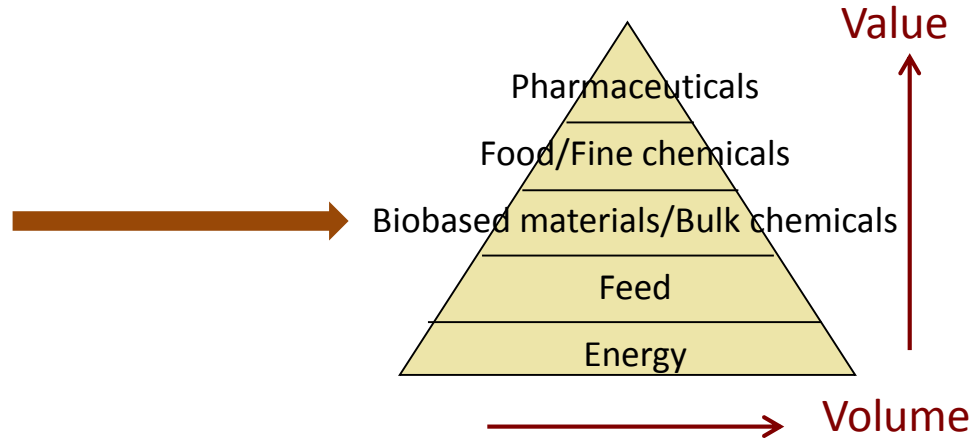 Value
Pharmaceuticals
Food/Fine chemicals
Biobased materials/Bulk chemicals
Feed
Energy
Volume